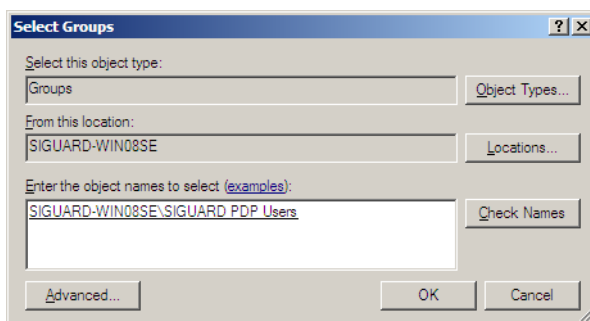 Select Groups
Select this object type:
Groups
Object Types...
From this location:
SIGUARD-WIN08SE
Locations...
Enter the object names to select (examples):
SIGUARD-WIN08SE\SIGUARD PDP Users
Check Names
Advanced...
OK
Cancel